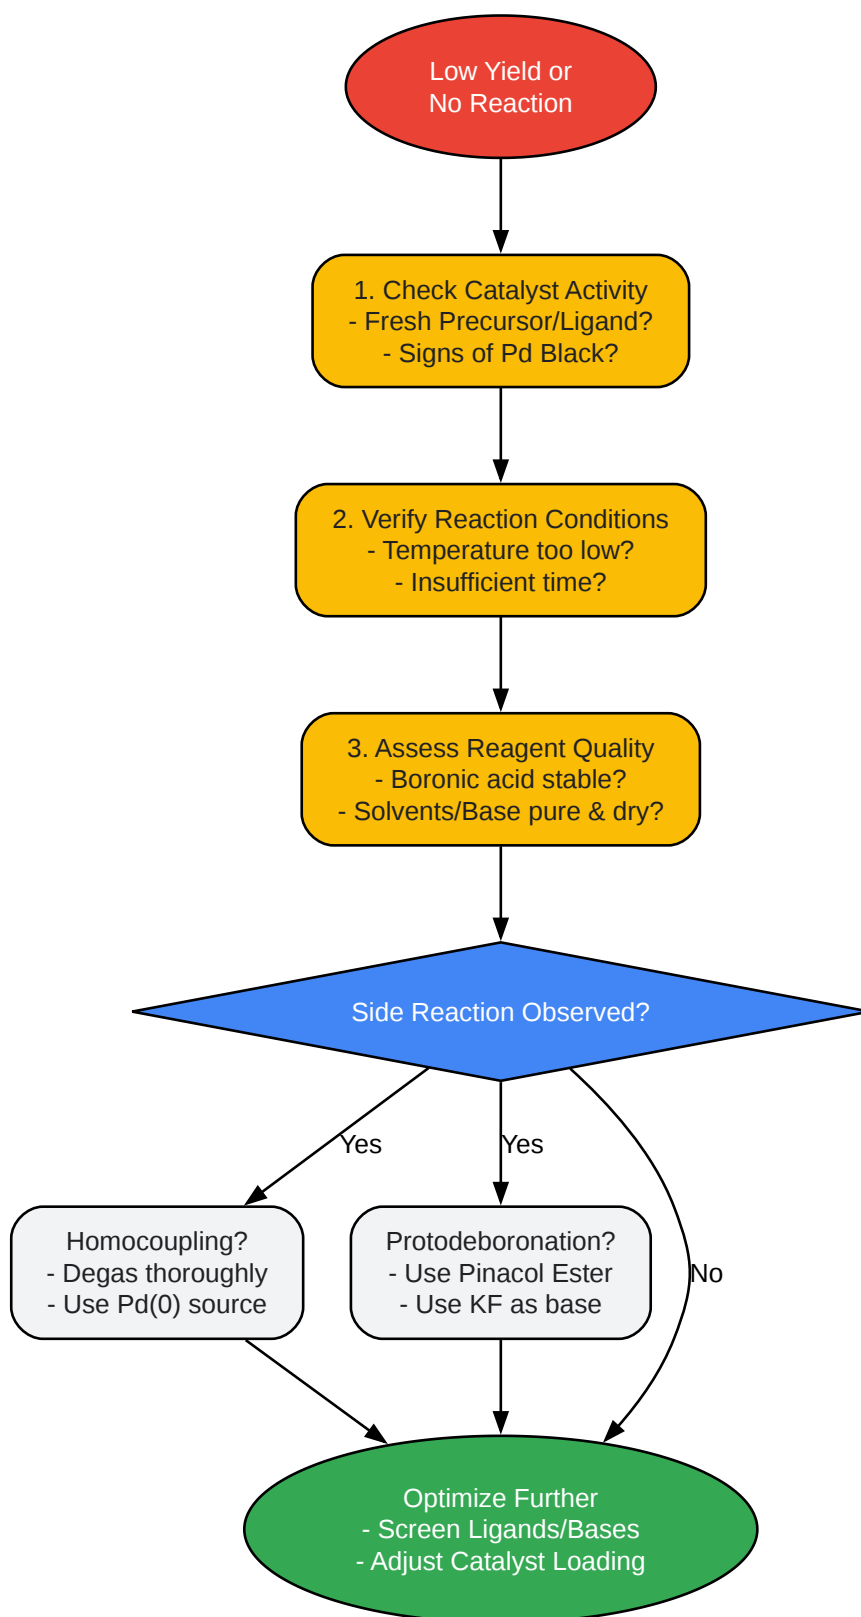 Low Yield or
No Reaction
1. Check Catalyst Activity
- Fresh Precursor/Ligand?
- Signs of Pd Black?
2. Verify Reaction Conditions
- Temperature too low?
- Insufficient time?
3. Assess Reagent Quality
- Boronic acid stable?
- Solvents/Base pure & dry?
Side Reaction Observed?
Yes
Yes
No
Homocoupling?
- Degas thoroughly
- Use Pd(0) source
Protodeboronation?
- Use Pinacol Ester
- Use KF as base
Optimize Further
- Screen Ligands/Bases
- Adjust Catalyst Loading